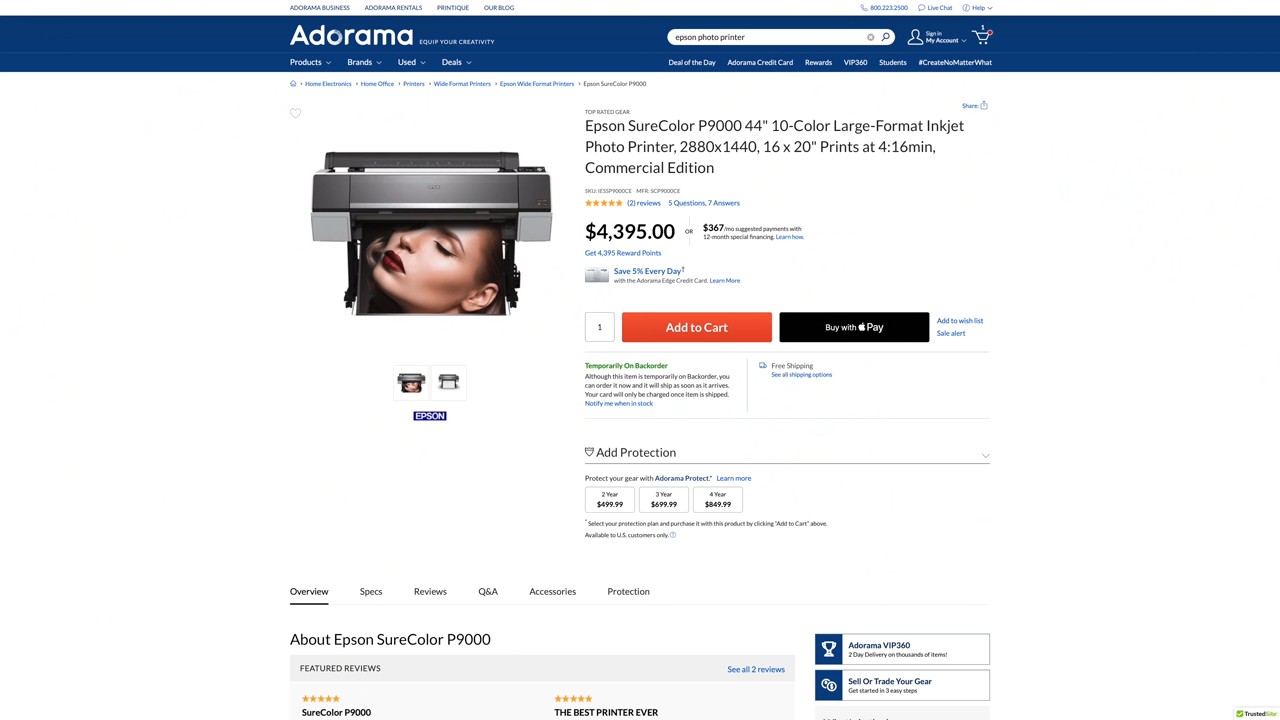 ADORAMA BUSINESS ADORAMA RENTALS PRINTIQUE OUR BLOG 800.223.2500 Live Chat Help
Adorama EQUIP YOUR CREATIVITY
epson photo printer
Sign in
My Account
1
Products Brands Used Deals Deal of the Day Adorama Credit Card Rewards VIP360 Students #CreateNoMatterWhat
Home Electronics Home Office Printers Wide Format Printers Epson Wide Format Printers Epson SureColor P9000
Share:
TOP RATED GEAR
Epson SureColor P9000 44" 10-Color Large-Format Inkjet
Photo Printer, 2880x1440, 16 x 20" Prints at 4:16min,
Commercial Edition
SKU: IESSP9000CE MFR: SCP9000CE
(2) reviews 5 Questions, 7 Answers
$4,395.00 OR $367/mo suggested payments with
12-month special financing. Learn how.
Get 4,395 Reward Points
Save 5% Every Day†
with the Adorama Edge Credit Card. Learn More
1 Add to Cart Buy with Pay
Add to wish list
Sale alert
Temporarily On Backorder
Although this item is temporarily on Backorder, you
can order it now and it will ship as soon as it arrives.
Your card will only be charged once item is shipped.
Notify me when in stock
Free Shipping
See all shipping options
EPSON
Add Protection
Protect your gear with Adorama Protect.* Learn more
2 Year 3 Year 4 Year
$499.99 $699.99 $849.99
* Select your protection plan and purchase it with this product by clicking "Add to Cart" above.
Available to U.S. customers only.
Overview Specs Reviews Q&A Accessories Protection
About Epson SureColor P9000
FEATURED REVIEWS See all 2 reviews
SureColor P9000 THE BEST PRINTER EVER
Adorama VIP360
2 Day Delivery on thousands of items!
Sell Or Trade Your Gear
Get started in 3 easy steps
TrustedSite